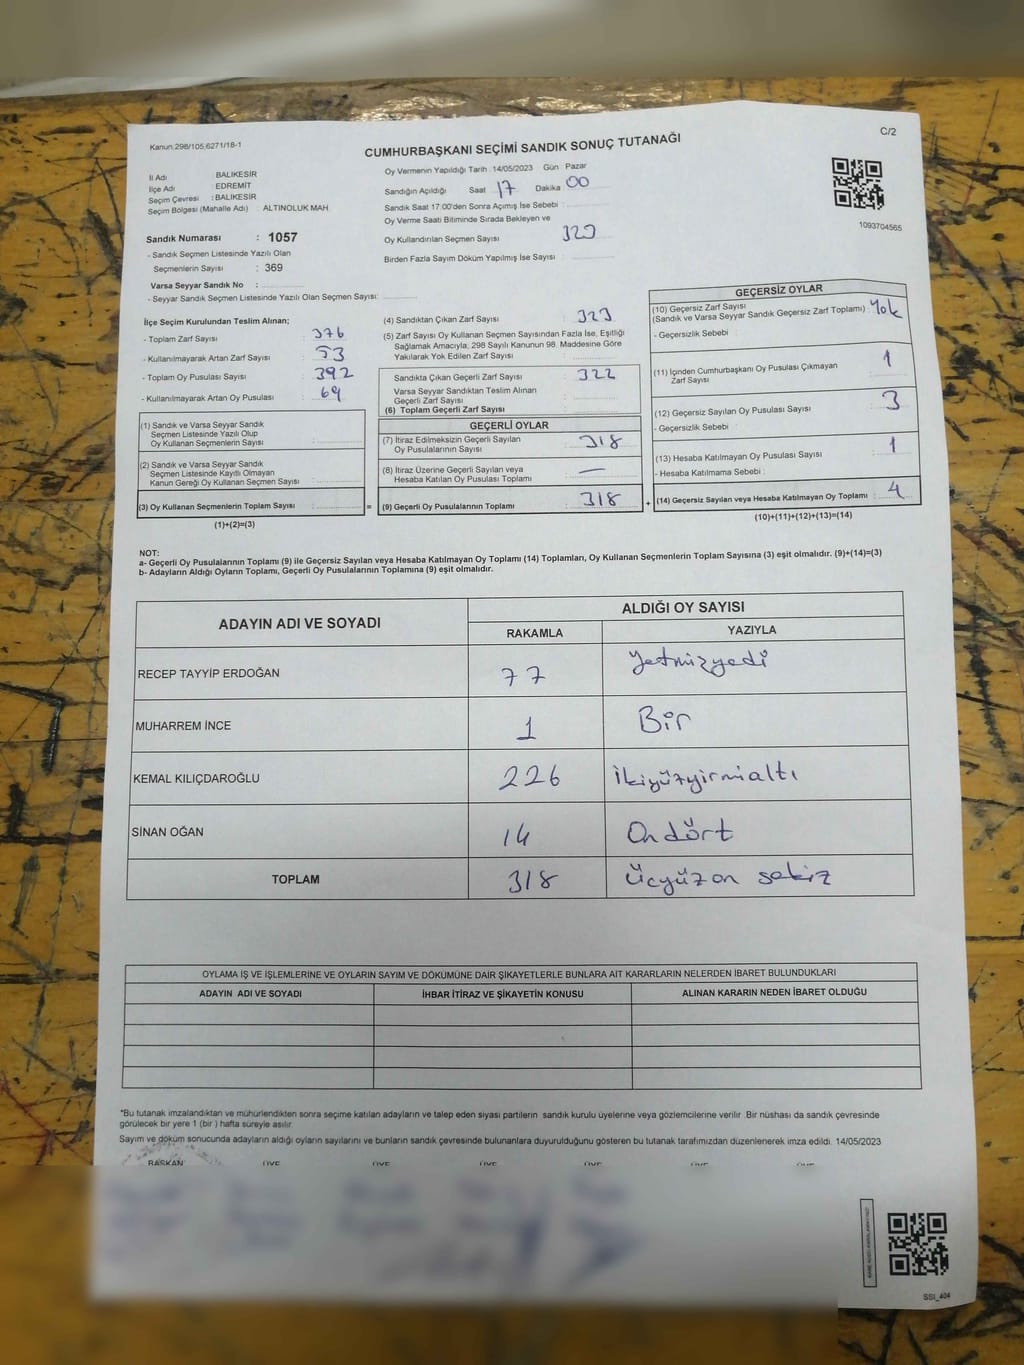 Kanun:298/105,6271/18-1
C/2
CUMHURBAŞKANI SEÇİMİ SANDIK SONUÇ TUTANAĞI
İl Adı : BALIKESİR
İlçe Adı : EDREMİT
Seçim Çevresi : BALIKESİR
Seçim Bölgesi (Mahalle Adı) : ALTINOLUK MAH.
Sandık Numarası : 1057
- Sandık Seçmen Listesinde Yazılı Olan
Seçmenlerin Sayısı : 369
Varsa Seyyar Sandık No :
- Seyyar Sandık Seçmen Listesinde Yazılı Olan Seçmen Sayısı:
Oy Vermenin Yapıldığı Tarih : 14/05/2023 Gün Pazar
Sandığın Açıldığı Saat 17 Dakika 00
Sandık Saat 17:00'den Sonra Açımış İse Sebebi :
Oy Verme Saati Bitiminde Sırada Bekleyen ve
Oy Kullandırılan Seçmen Sayısı :
Birden Fazla Sayım Döküm Yapılmış İse Sayısı :
1093704565
İlçe Seçim Kurulundan Teslim Alınan;
- Toplam Zarf Sayısı : 376
- Kullanılmayarak Artan Zarf Sayısı : 53
- Toplam Oy Pusulası Sayısı : 392
- Kullanılmayarak Artan Oy Pusulası : 69
(1) Sandık ve Varsa Seyyar Sandık
Seçmen Listesinde Yazılı Olup
Oy Kullanan Seçmenlerin Sayısı :
(2) Sandık ve Varsa Seyyar Sandık
Seçmen Listesinde Kayıtlı Olmayan
Kanun Gereği Oy Kullanan Seçmen Sayısı :
(3) Oy Kullanan Seçmenlerin Toplam Sayısı :
(1)+(2)=(3)
(4) Sandıktan Çıkan Zarf Sayısı : 323
(5) Zarf Sayısı Oy Kullanan Seçmen Sayısından Fazla İse, Eşitliği
Sağlamak Amacıyla, 298 Sayılı Kanunun 98. Maddesine Göre
Yakılarak Yok Edilen Zarf Sayısı :
Sandıkta Çıkan Geçerli Zarf Sayısı : 322
Varsa Seyyar Sandıktan Teslim Alınan
Geçerli Zarf Sayısı :
(6) Toplam Geçerli Zarf Sayısı :
GEÇERLİ OYLAR
(7) İtiraz Edilmeksizin Geçerli Sayılan
Oy Pusulalarının Sayısı : 318
(8) İtiraz Üzerine Geçerli Sayılan veya
Hesaba Katılan Oy Pusulası Toplamı : —
= (9) Geçerli Oy Pusulalarının Toplamı : 318 +
GEÇERSİZ OYLAR
(10) Geçersiz Zarf Sayısı
(Sandık ve Varsa Seyyar Sandık Geçersiz Zarf Toplamı) : Yok
- Geçersizlik Sebebi :
(11) İçinden Cumhurbaşkanı Oy Pusulası Çıkmayan
Zarf Sayısı : 1
(12) Geçersiz Sayılan Oy Pusulası Sayısı : 3
- Geçersizlik Sebebi :
(13) Hesaba Katılmayan Oy Pusulası Sayısı : 1
- Hesaba Katılmama Sebebi :
(14) Geçersiz Sayılan veya Hesaba Katılmayan Oy Toplamı : 4
(10)+(11)+(12)+(13)=(14)
NOT:
a- Geçerli Oy Pusulalarının Toplamı (9) ile Geçersiz Sayılan veya Hesaba Katılmayan Oy Toplamı (14) Toplamları, Oy Kullanan Seçmenlerin Toplam Sayısına (3) eşit olmalıdır. (9)+(14)=(3)
b- Adayların Aldığı Oyların Toplamı, Geçerli Oy Pusulalarının Toplamına (9) eşit olmalıdır.
ADAYIN ADI VE SOYADI
ALDIĞI OY SAYISI
RAKAMLA YAZIYLA
RECEP TAYYİP ERDOĞAN 77 Yetmizyedi
MUHARREM İNCE 1 Bir
KEMAL KILIÇDAROĞLU 226 İkiyüzyirmialtı
SİNAN OĞAN 14 On dört
TOPLAM 318 Üçyüzon sekiz
OYLAMA İŞ VE İŞLEMLERİNE VE OYLARIN SAYIM VE DÖKÜMÜNE DAİR ŞİKAYETLERLE BUNLARA AİT KARARLARIN NELERDEN İBARET BULUNDUKLARI
ADAYIN ADI VE SOYADI İHBAR İTİRAZ VE ŞİKAYETİN KONUSU ALINAN KARARIN NEDEN İBARET OLDUĞU
*Bu tutanak imzalandıktan ve mühürlendikten sonra seçime katılan adayların ve talep eden siyasi partilerin sandık kurulu üyelerine veya gözlemcilerine verilir. Bir nüshası da sandık çevresinde
görülecek bir yere 1 (bir ) hafta süreyle asılır.
Sayım ve döküm sonucunda adayların aldığı oyların sayılarını ve bunların sandık çevresinde bulunanlara duyurulduğunu gösteren bu tutanak tarafımızdan düzenlenerek imza edildi. 14/05/2023
BAŞKAN ÜYE ÜYE ÜYE ÜYE ÜYE ÜYE
SSI_404